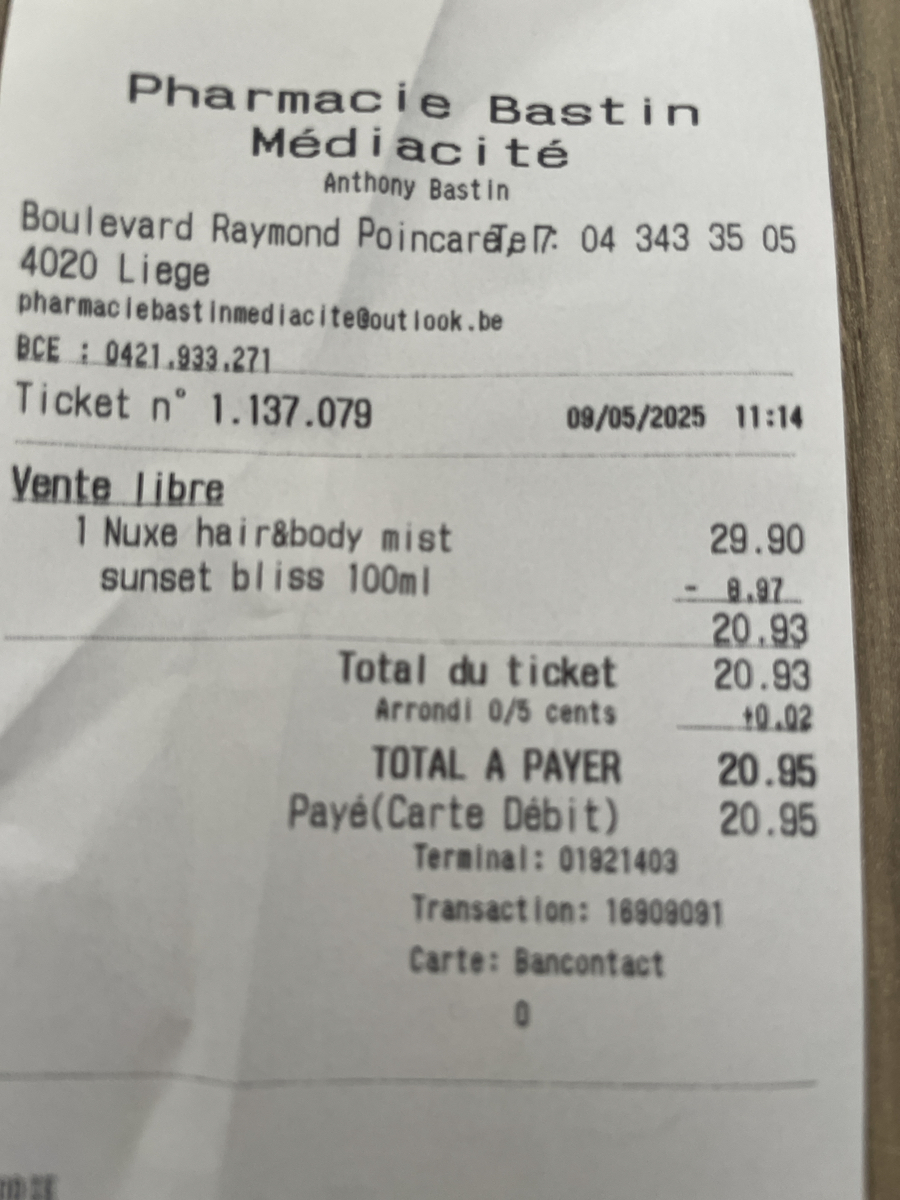 Pharmacie Bastin
Médiacité
Anthony Bastin
Boulevard Raymond Poincaré, 7 Tel: 04 343 35 05
4020 Liege
pharmaciebastinmediacite@outlook.be
BCE : 0421.933.271
Ticket n° 1.137.079 09/05/2025 11:14
Vente libre
1 Nuxe hair&body mist 29.90
sunset bliss 100ml - 8.97
20.93
Total du ticket 20.93
Arrondi 0/5 cents +0.02
TOTAL A PAYER 20.95
Payé(Carte Débit) 20.95
Terminal: 01921403
Transaction: 16909091
Carte: Bancontact
0